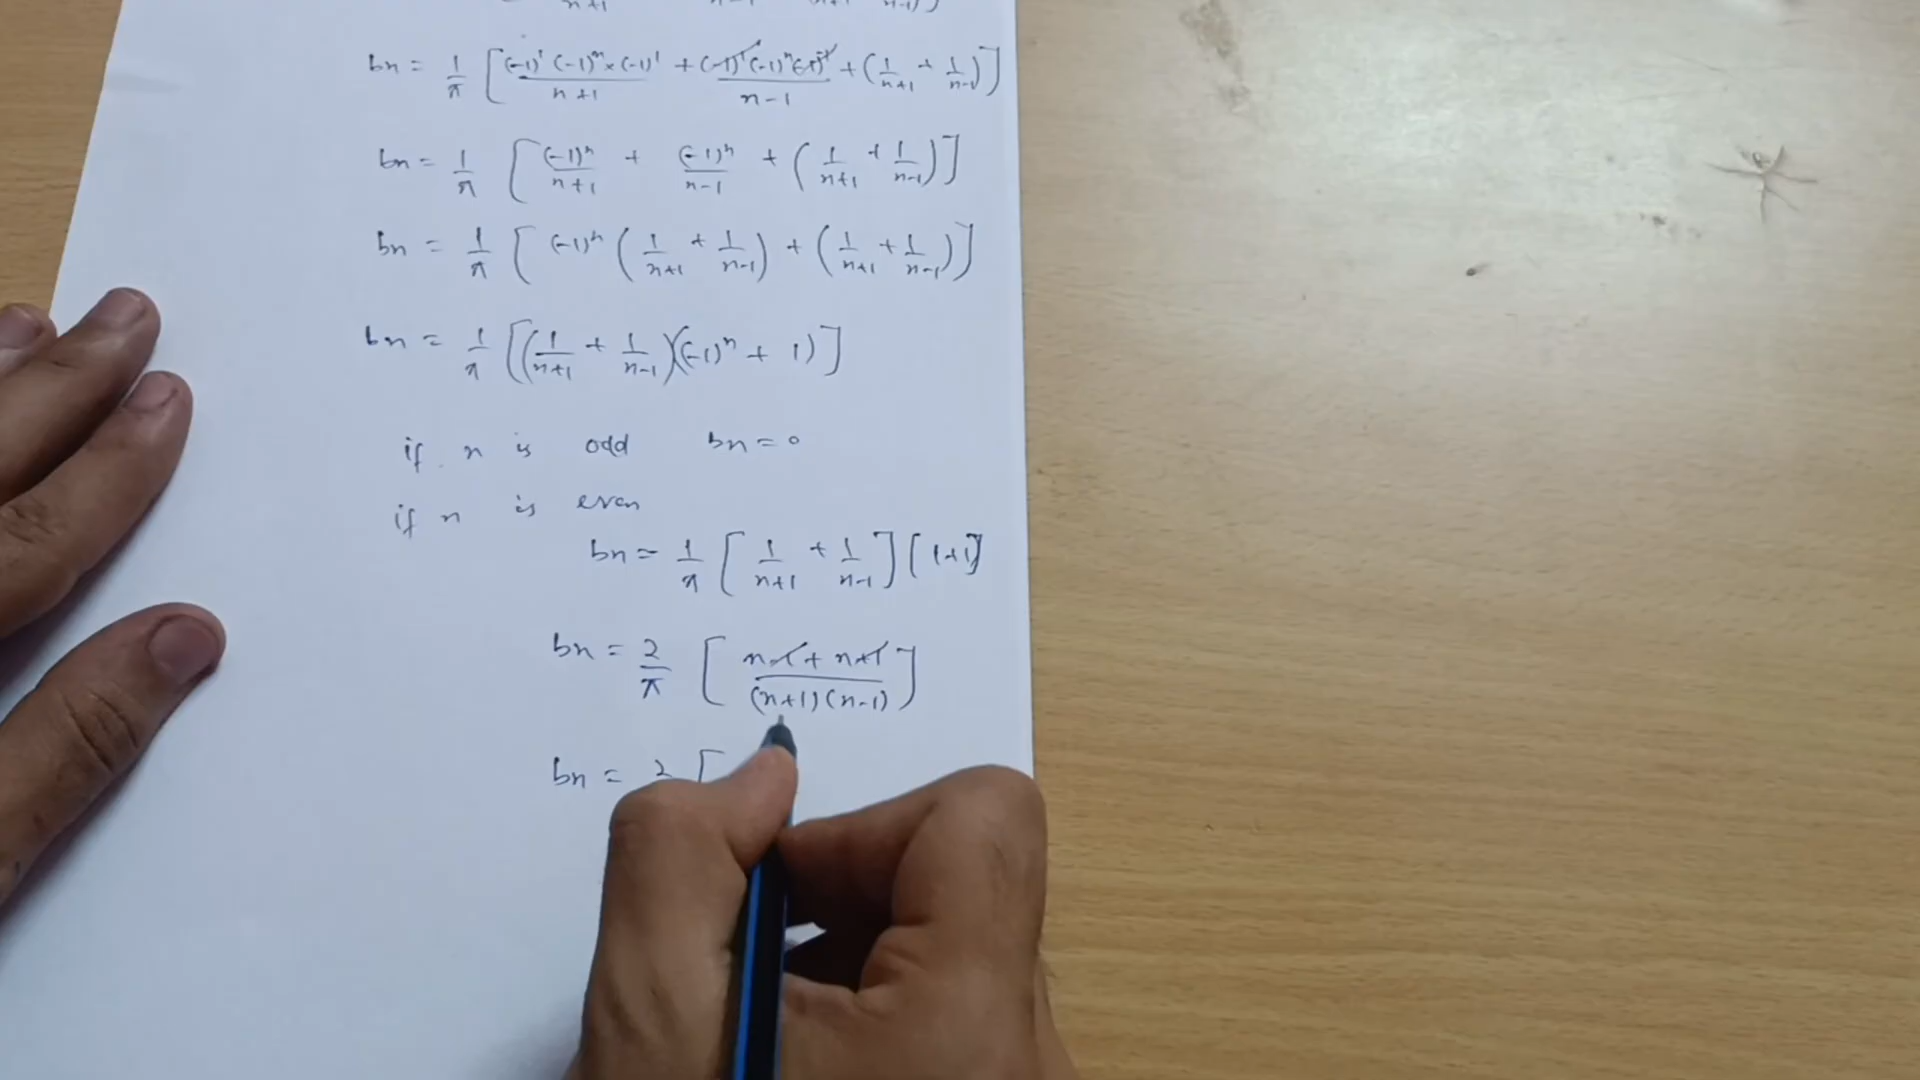 n+1 n-1 n-1)]
bn = 1/π [ (-1)¹ (-1)ⁿ × (-1)¹ / n+1 + (-1)¹ (-1)ⁿ (-1)⁻¹ / n-1 + ( 1/n+1 + 1/n-1 ) ]
bn = 1/π [ (-1)ⁿ / n+1 + (-1)ⁿ / n-1 + ( 1/n+1 + 1/n-1 ) ]
bn = 1/π [ (-1)ⁿ ( 1/n+1 + 1/n-1 ) + ( 1/n+1 + 1/n-1 ) ]
bn = 1/π [ ( 1/n+1 + 1/n-1 )( (-1)ⁿ + 1 ) ]
if n is odd bn = 0
if n is even
bn = 1/π [ 1/n+1 + 1/n-1 ] [ 1+1 ]
bn = 2/π [ n-1 + n+1 / (n+1)(n-1) ]
bn = 2 [